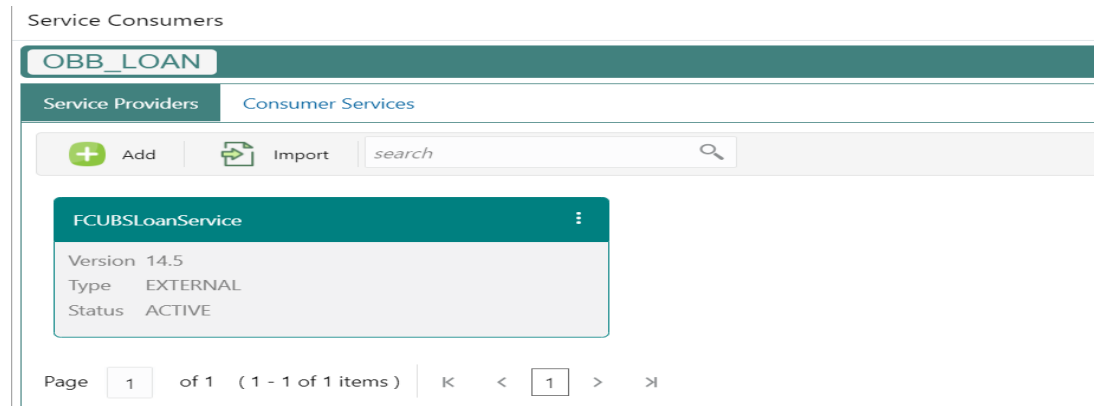 Service Consumers
OBB_LOAN
Service Providers Consumer Services
Add Import search
FCUBSLoanService
Version 14.5
Type EXTERNAL
Status ACTIVE
Page 1 of 1 ( 1 - 1 of 1 items ) 1